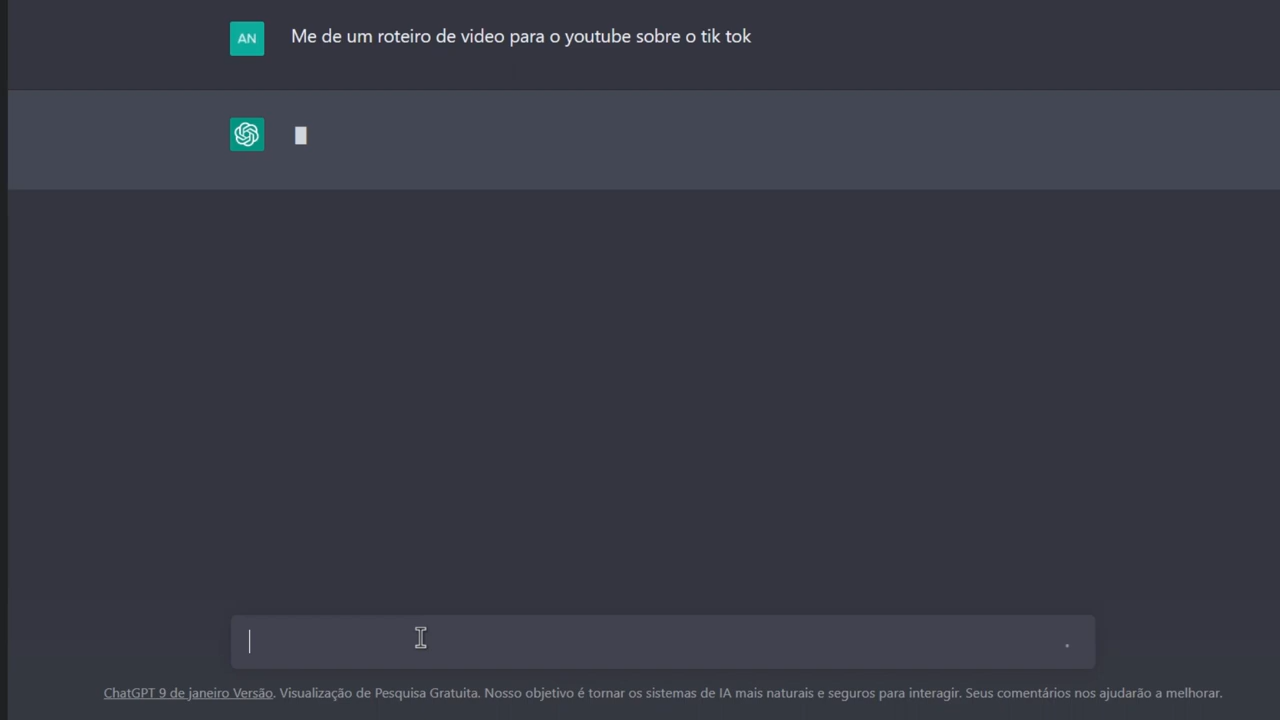 AN
Me de um roteiro de video para o youtube sobre o tik tok
ChatGPT 9 de janeiro Versão. Visualização de Pesquisa Gratuita. Nosso objetivo é tornar os sistemas de IA mais naturais e seguros para interagir. Seus comentários nos ajudarão a melhorar.